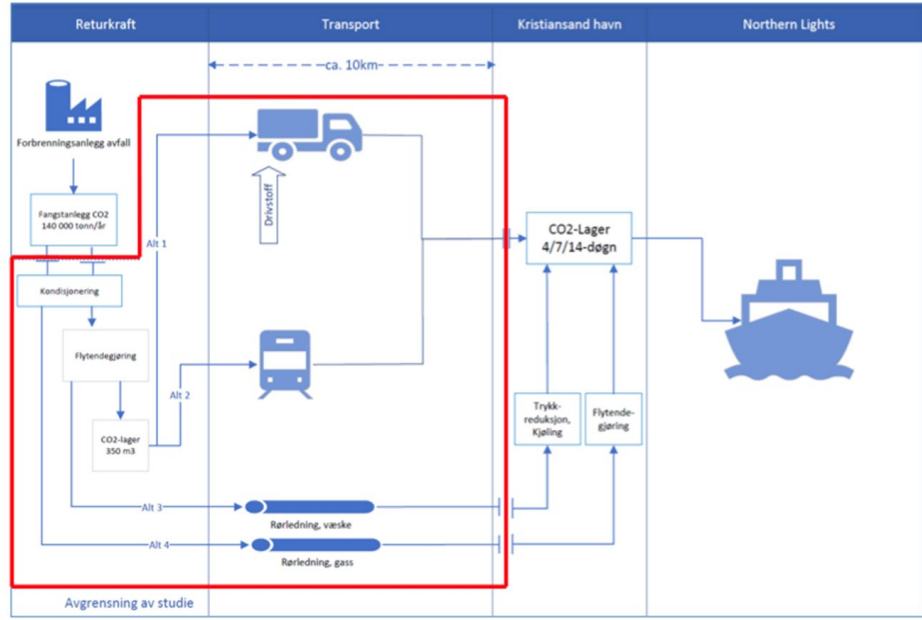 Returkraft
Transport
Kristiansand havn
Northern Lights
ca. 10km
Forbrenningsanlegg avfall
Fangstanlegg CO2
140 000 tonn/år
Drivstoff
Alt 1
CO2-Lager
4/7/14-døgn
Kondisjonering
Flytendegjøring
Alt 2
CO2-lager
350 m3
Trykk-
reduksjon,
Kjøling
Flytende-
gjøring
Alt 3
Rørledning, væske
Alt 4
Rørledning, gass
Avgrensning av studie